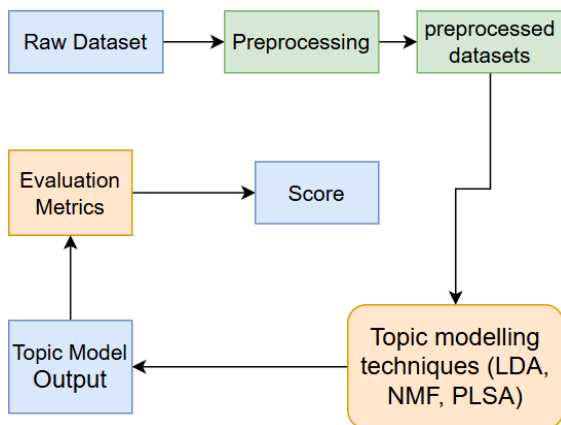 Raw Dataset
Preprocessing
preprocessed
datasets
Evaluation
Metrics
Score
Topic Model
Output
Topic modelling
techniques (LDA,
NMF, PLSA)